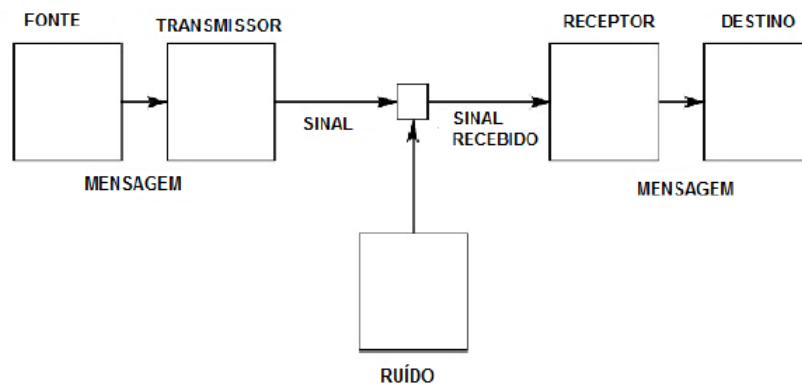 FONTE
TRANSMISSOR
RECEPTOR
DESTINO
SINAL
SINAL
RECEBIDO
MENSAGEM
MENSAGEM
RUÍDO